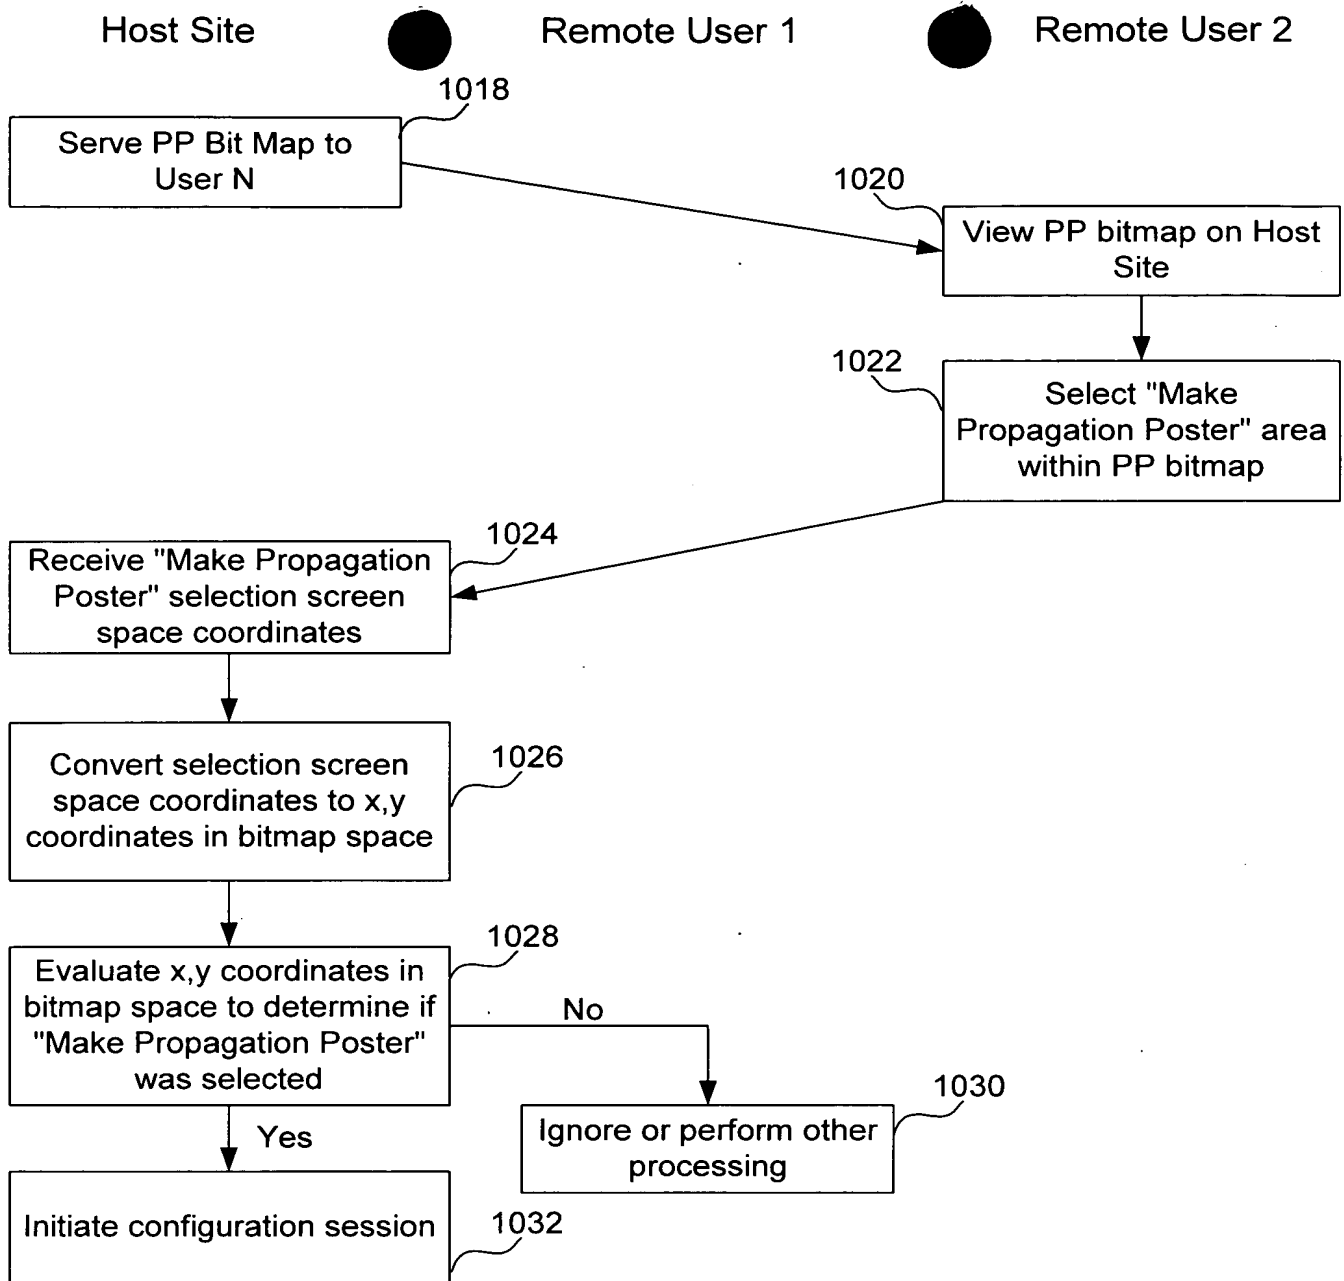 Host Site
Remote User 1
Remote User 2
1018
Serve PP Bit Map to
User N
1020
View PP bitmap on Host
Site
1022
Select "Make
Propagation Poster" area
within PP bitmap
1024
Receive "Make Propagation
Poster" selection screen
space coordinates
1026
Convert selection screen
space coordinates to x,y
coordinates in bitmap space
1028
Evaluate x,y coordinates in
bitmap space to determine if
"Make Propagation Poster"
was selected
No
1030
Ignore or perform other
processing
Yes
Initiate configuration session
1032